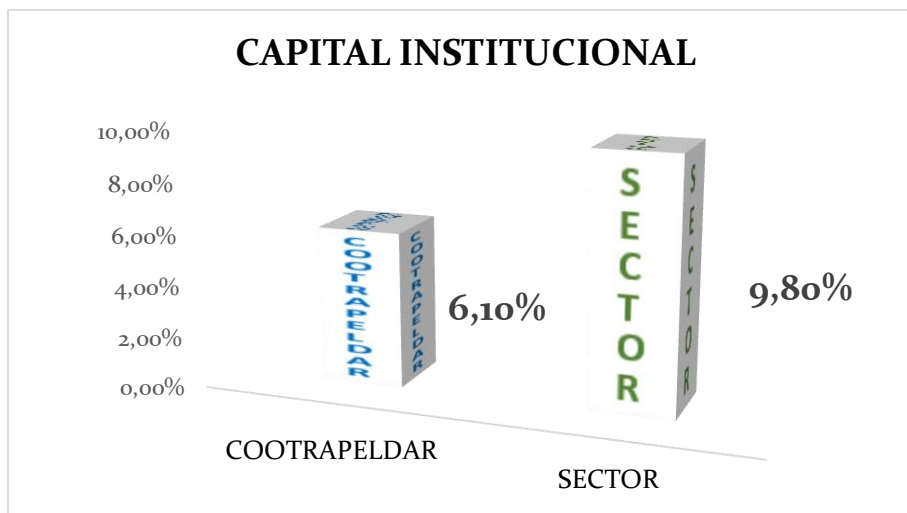 CAPITAL INSTITUCIONAL
10,00%
8,00%
6,00%
4,00%
2,00%
0,00%
COOTRAPELDAR
COOTRAPELDAR
6,10%
SECTOR
SECTOR
9,80%
COOTRAPELDAR
SECTOR